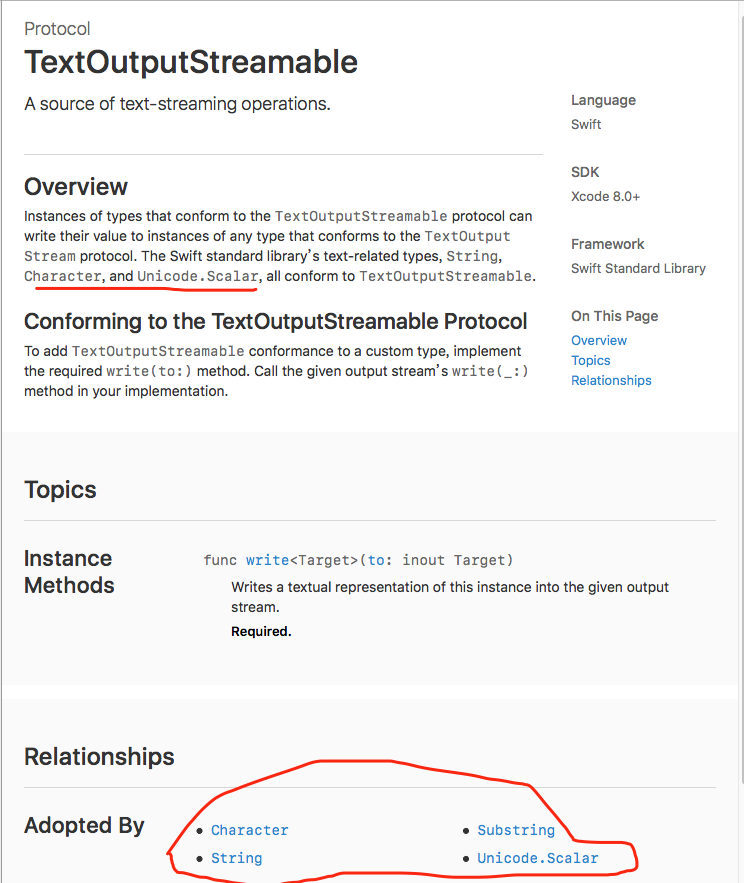 Protocol
TextOutputStreamable
A source of text-streaming operations.
Language
Swift
SDK
Xcode 8.0+
Framework
Swift Standard Library
On This Page
Overview
Topics
Relationships
Overview
Instances of types that conform to the TextOutputStreamable protocol can
write their value to instances of any type that conforms to the TextOutput
Stream protocol. The Swift standard library’s text-related types, String,
Character, and Unicode.Scalar, all conform to TextOutputStreamable.
Conforming to the TextOutputStreamable Protocol
To add TextOutputStreamable conformance to a custom type, implement
the required write(to:) method. Call the given output stream’s write(_:)
method in your implementation.
Topics
Instance
Methods
func write<Target>(to: inout Target)
Writes a textual representation of this instance into the given output
stream.
Required.
Relationships
Adopted By
• Character
• String
• Substring
• Unicode.Scalar